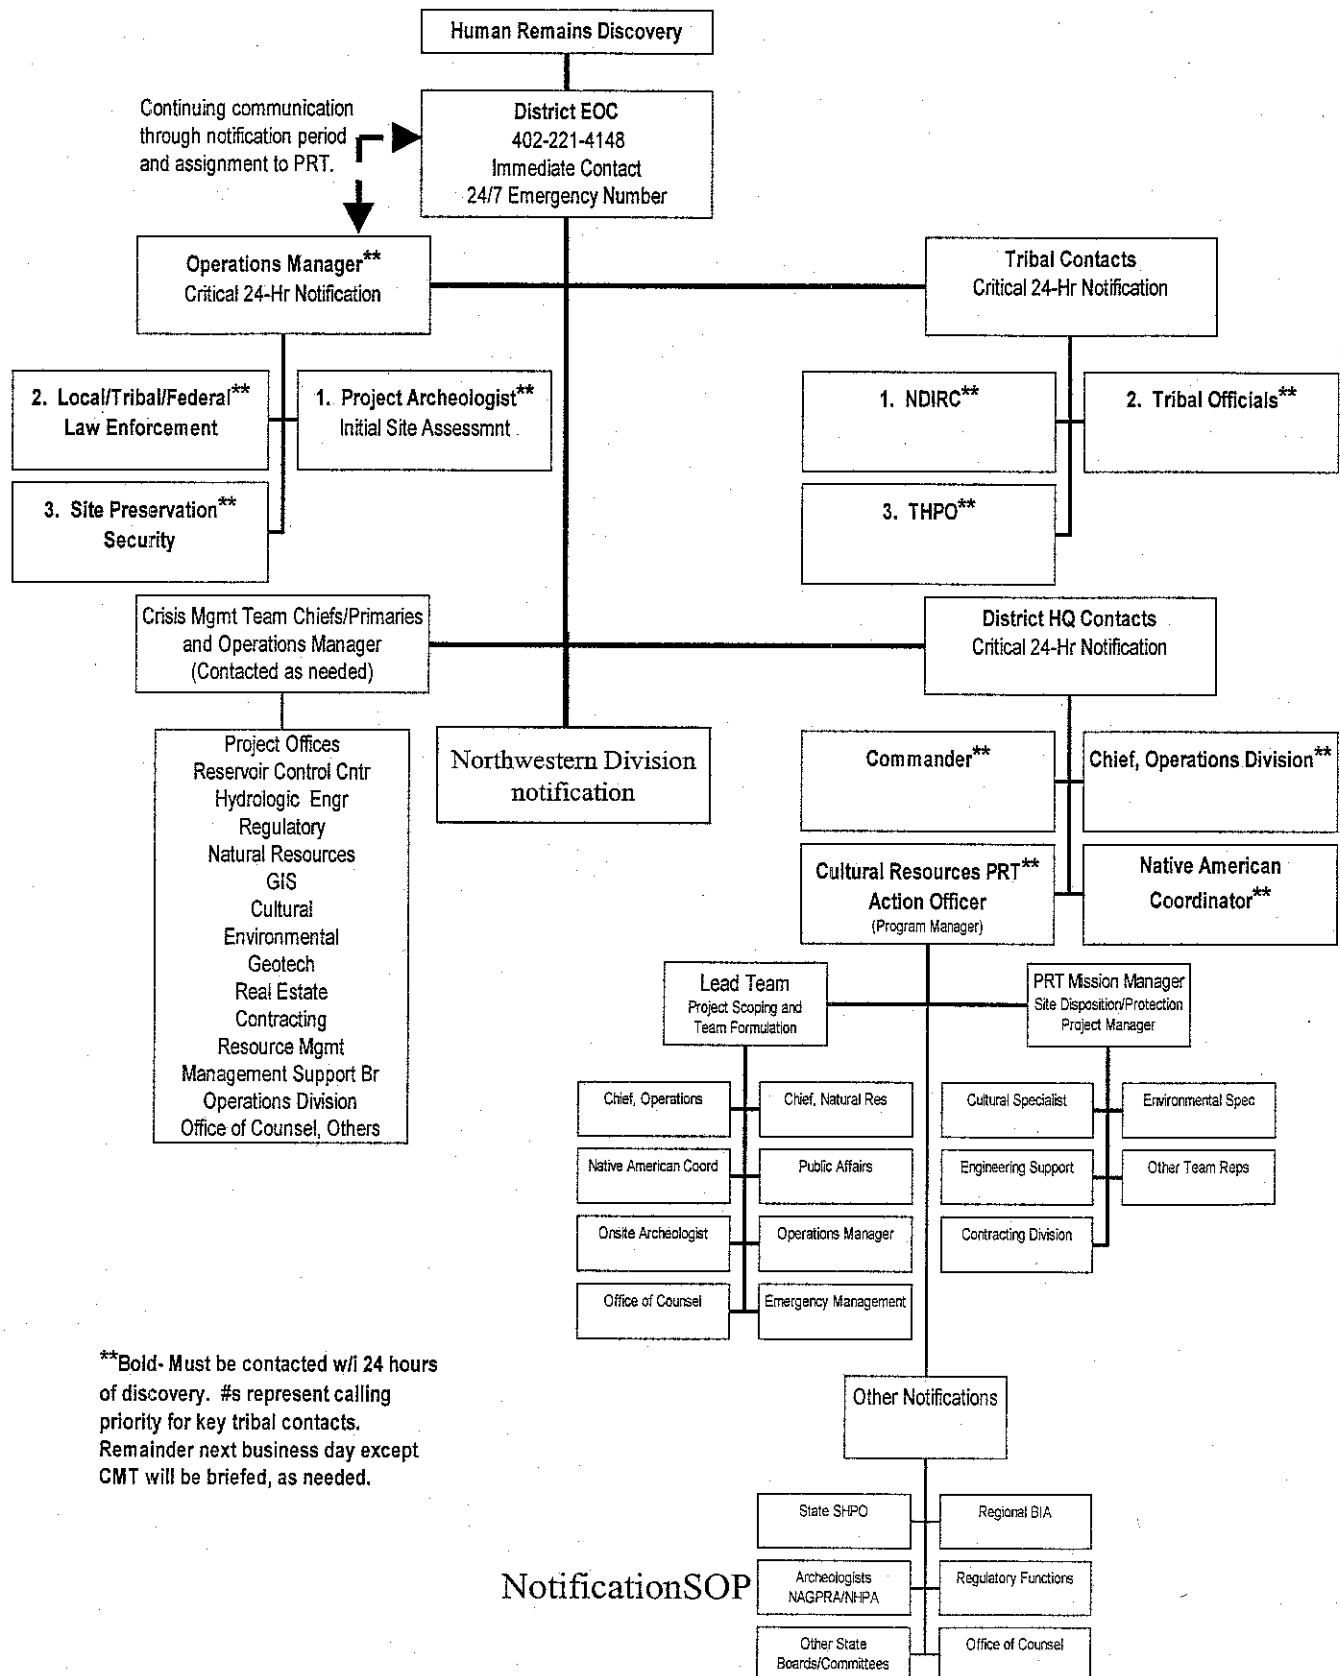 Human Remains Discovery
District EOC
402-221-4148
Immediate Contact
24/7 Emergency Number
Continuing communication
through notification period
and assignment to PRT.
Operations Manager**
Critical 24-Hr Notification
Tribal Contacts
Critical 24-Hr Notification
2. Local/Tribal/Federal**
Law Enforcement
1. Project Archeologist**
Initial Site Assessmnt
1. NDIRC**
2. Tribal Officials**
3. Site Preservation**
Security
3. THPO**
Crisis Mgmt Team Chiefs/Primaries
and Operations Manager
(Contacted as needed)
District HQ Contacts
Critical 24-Hr Notification
Project Offices
Reservoir Control Cntr
Hydrologic Engr
Regulatory
Natural Resources
GIS
Cultural
Environmental
Geotech
Real Estate
Contracting
Resource Mgmt
Management Support Br
Operations Division
Office of Counsel, Others
Northwestern Division
notification
Commander**
Chief, Operations Division**
Cultural Resources PRT**
Action Officer
(Program Manager)
Native American
Coordinator**
Lead Team
Project Scoping and
Team Formulation
PRT Mission Manager
Site Disposition/Protection
Project Manager
Chief, Operations
Chief, Natural Res
Native American Coord
Public Affairs
Onsite Archeologist
Operations Manager
Office of Counsel
Emergency Management
Cultural Specialist
Environmental Spec
Engineering Support
Other Team Reps
Contracting Division
**Bold- Must be contacted w/i 24 hours
of discovery. #s represent calling
priority for key tribal contacts.
Remainder next business day except
CMT will be briefed, as needed.
Other Notifications
State SHPO
Regional BIA
Archeologists
NAGPRA/NHPA
Regulatory Functions
Other State
Boards/Committees
Office of Counsel
NotificationSOP